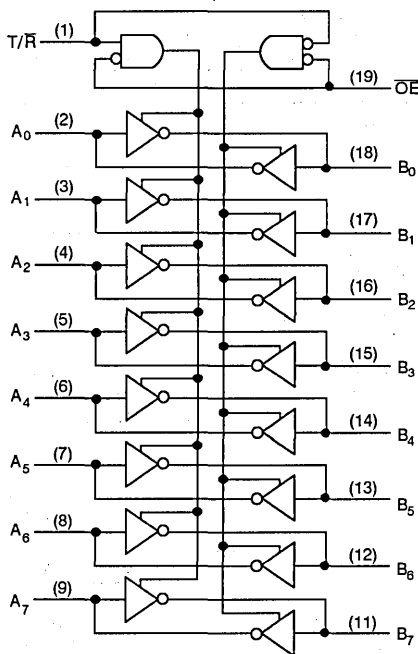 T/R̅ (1)
(19) O̅E̅
A0 (2)
(18) B0
A1 (3)
(17) B1
A2 (4)
(16) B2
A3 (5)
(15) B3
A4 (6)
(14) B4
A5 (7)
(13) B5
A6 (8)
(12) B6
A7 (9)
(11) B7